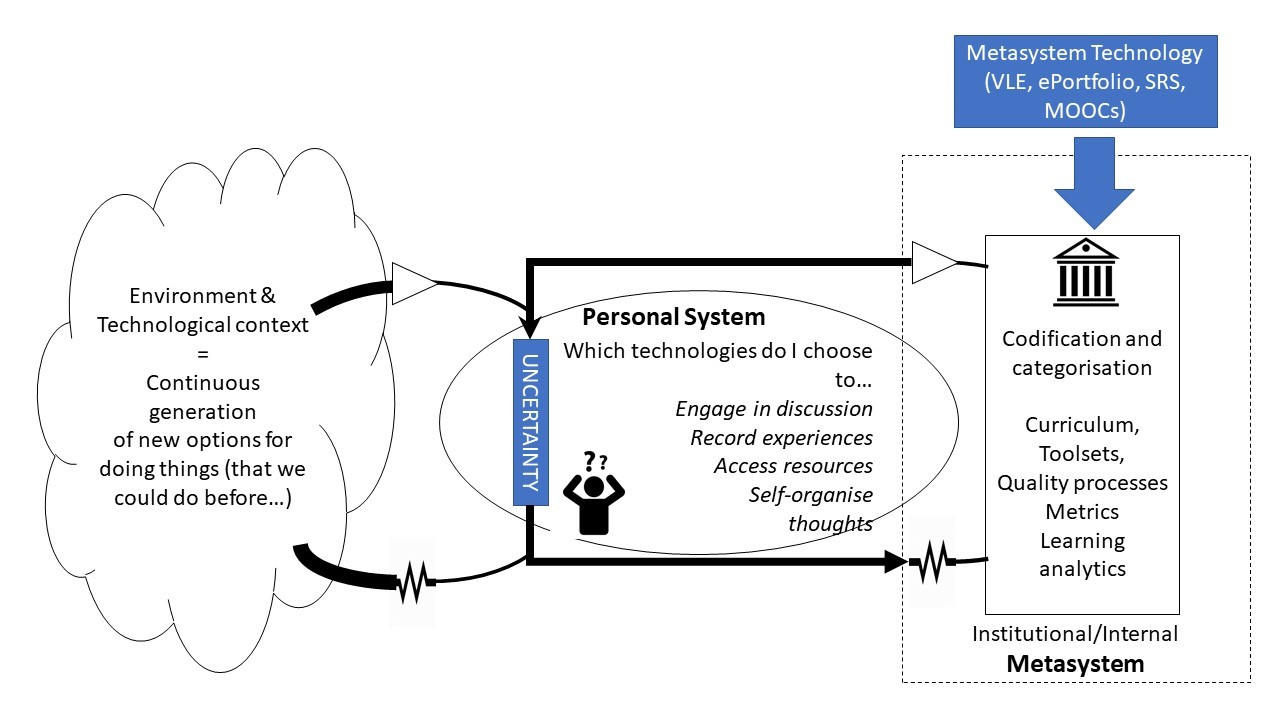 Metasystem Technology
(VLE, ePortfolio, SRS,
MOOCs)
Environment &
Technological context
=
Continuous
generation
of new options for
doing things (that we
could do before…)
UNCERTAINTY
Personal System
Which technologies do I choose
to…
Engage in discussion
Record experiences
Access resources
Self-organise
thoughts
??
Codification and
categorisation
Curriculum,
Toolsets,
Quality processes
Metrics
Learning
analytics
Institutional/Internal
Metasystem